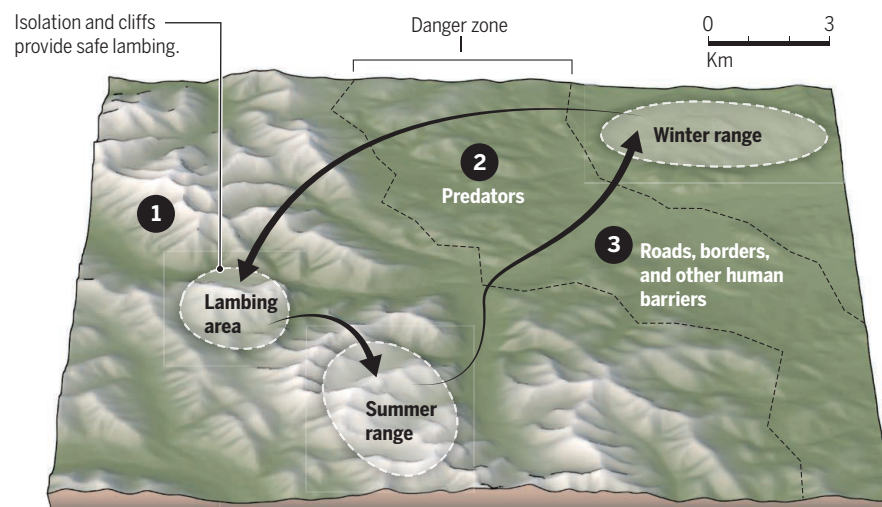 Isolation and cliffs
provide safe lambing.
Danger zone
0 3
Km
Winter range
2
Predators
1
3
Roads, borders,
and other human
barriers
Lambing
area
Summer
range